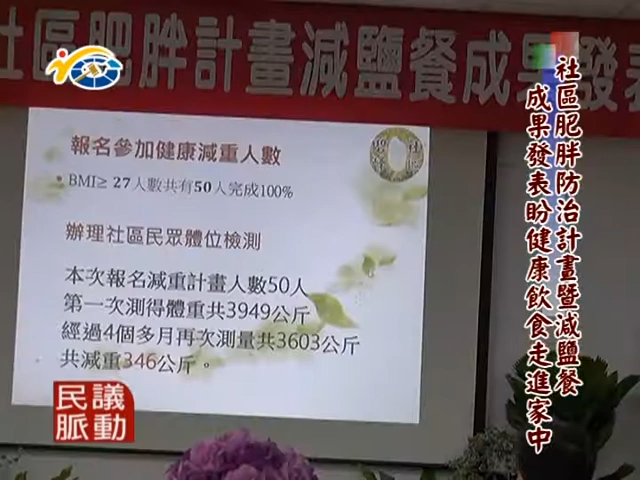 社區肥胖計畫減鹽餐成果發表
報名參加健康減重人數
BMI≥ 27人數共有50人完成100%
辦理社區民眾體位檢測
本次報名減重計畫人數50人
第一次測得體重共3949公斤
經過4個多月再次測量共3603公斤
共減重346公斤。
社區肥胖防治計畫暨減鹽餐
成果發表盼健康飲食走進家中
民議
脈動